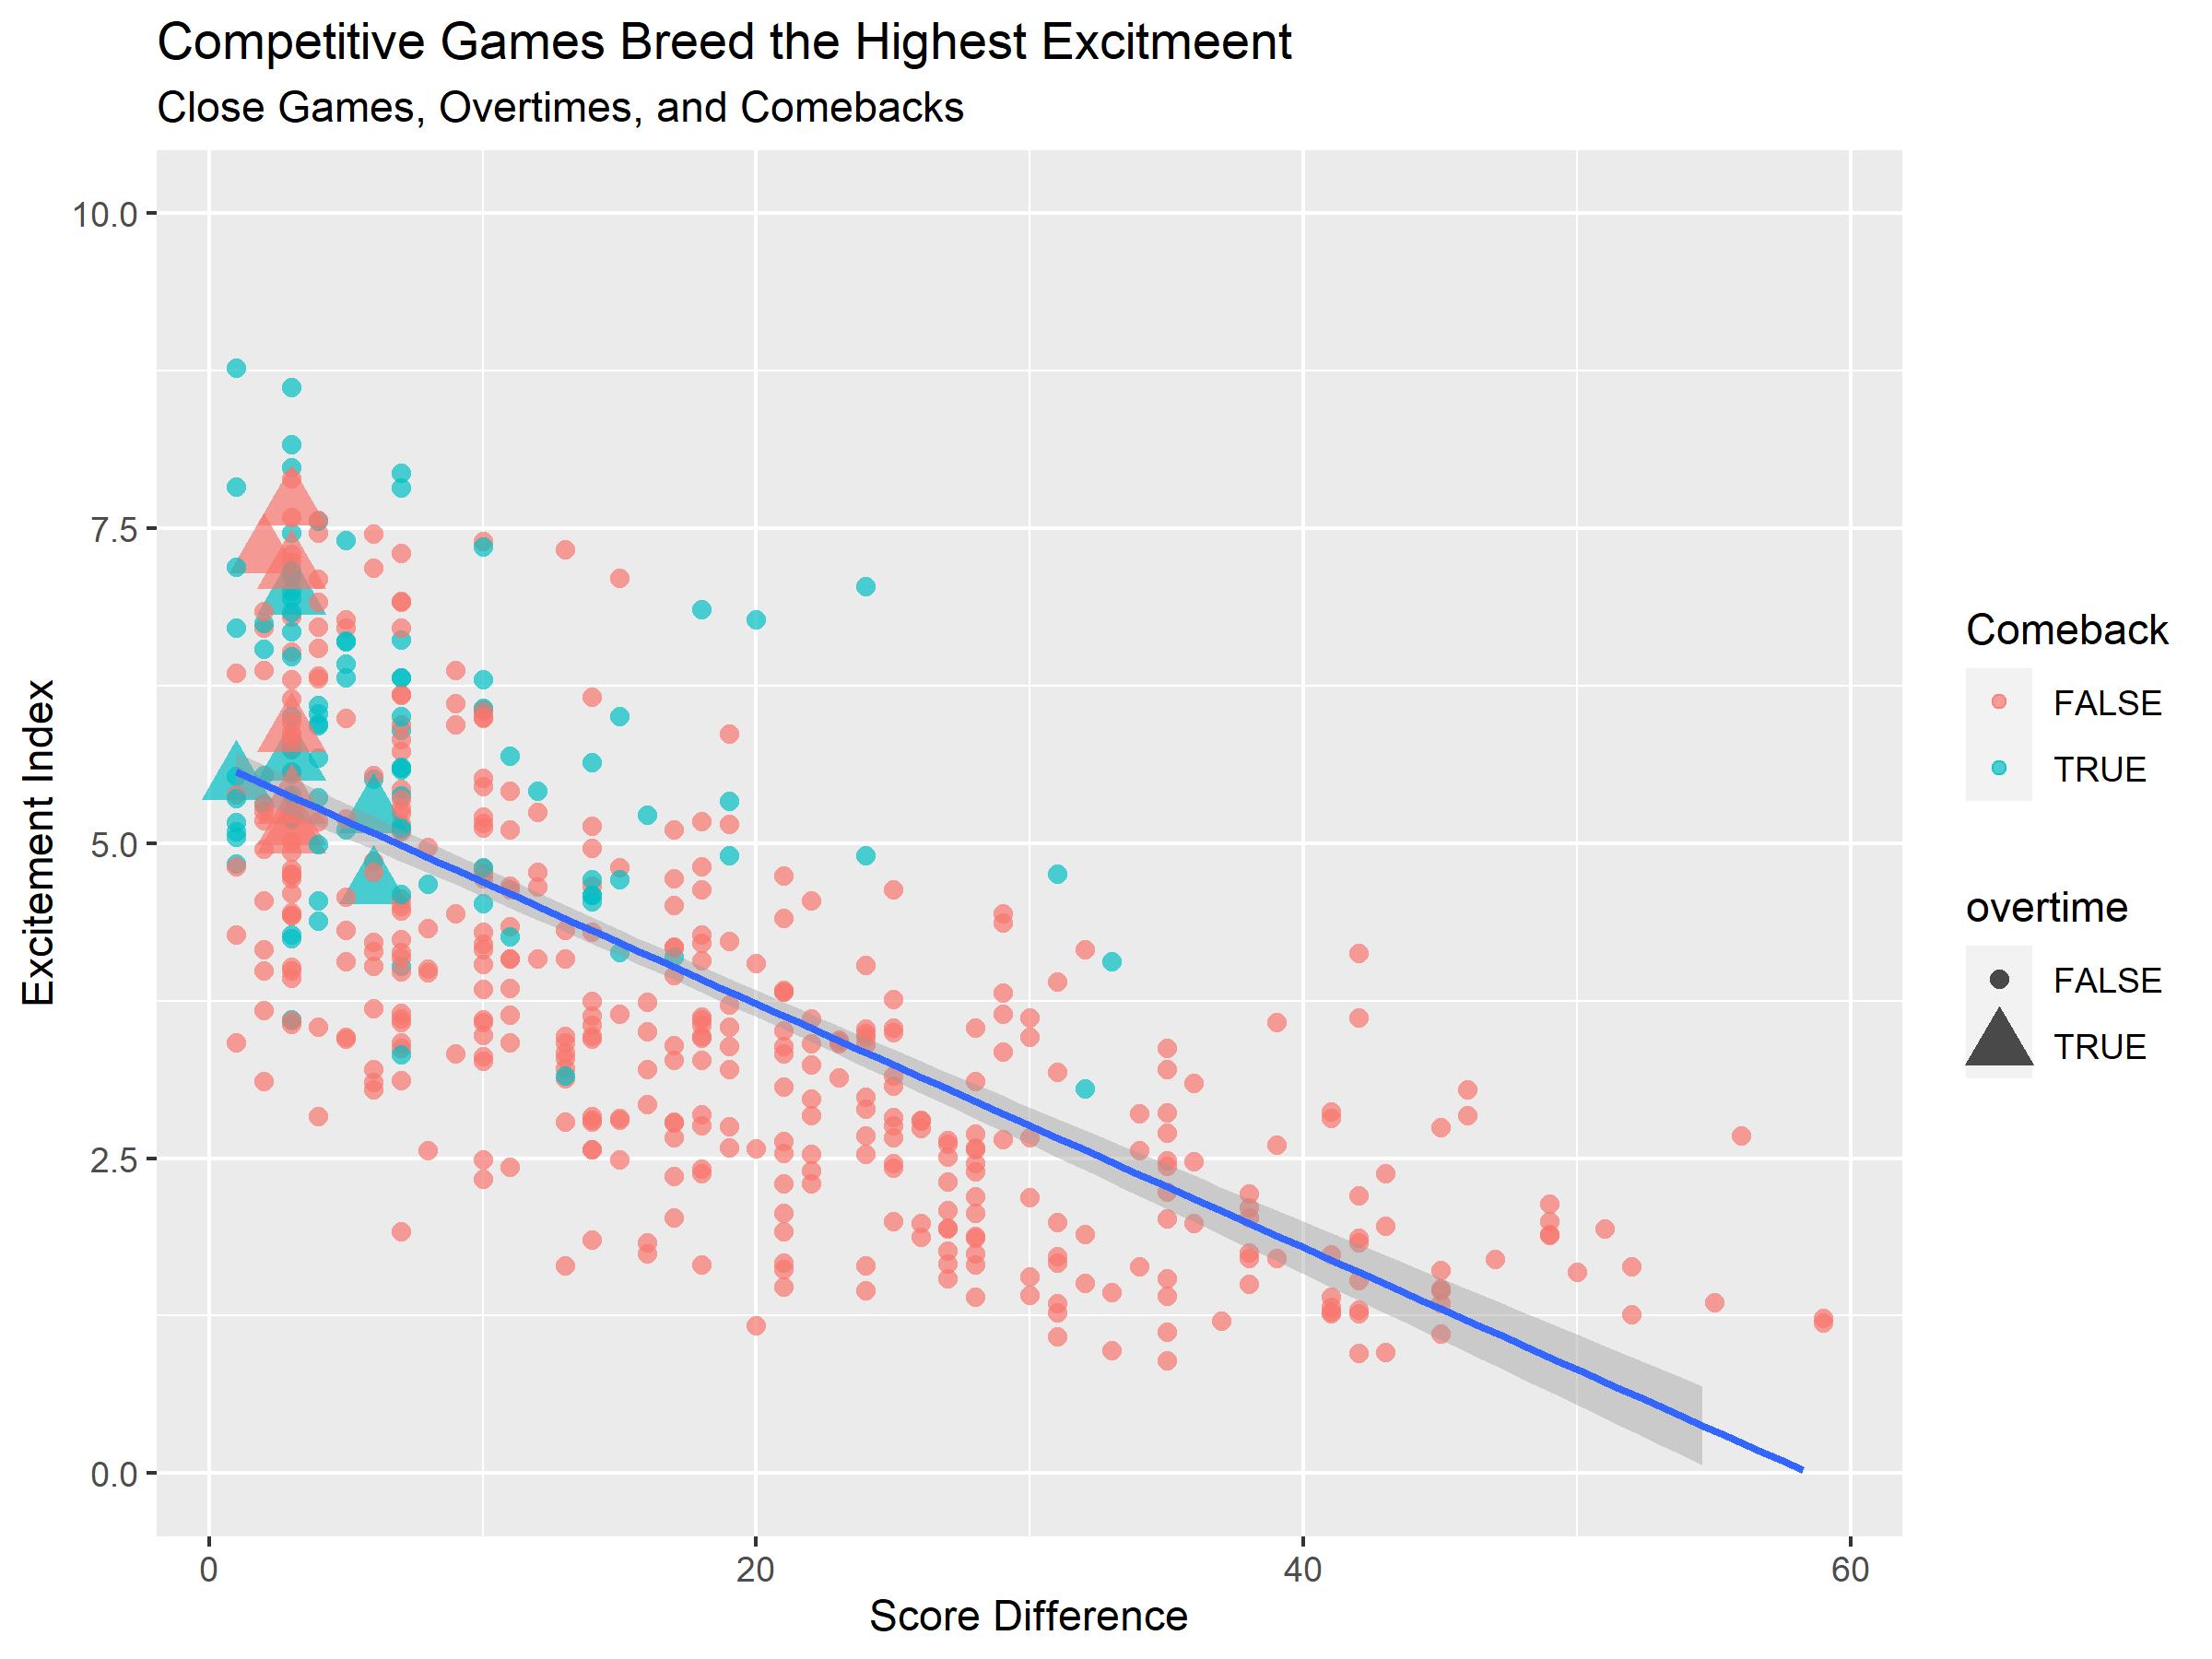 Competitive Games Breed the Highest Excitmeent
Close Games, Overtimes, and Comebacks
10.0
7.5
5.0
2.5
0.0
Excitement Index
0 20 40 60
Score Difference
Comeback
FALSE
TRUE
overtime
FALSE
TRUE